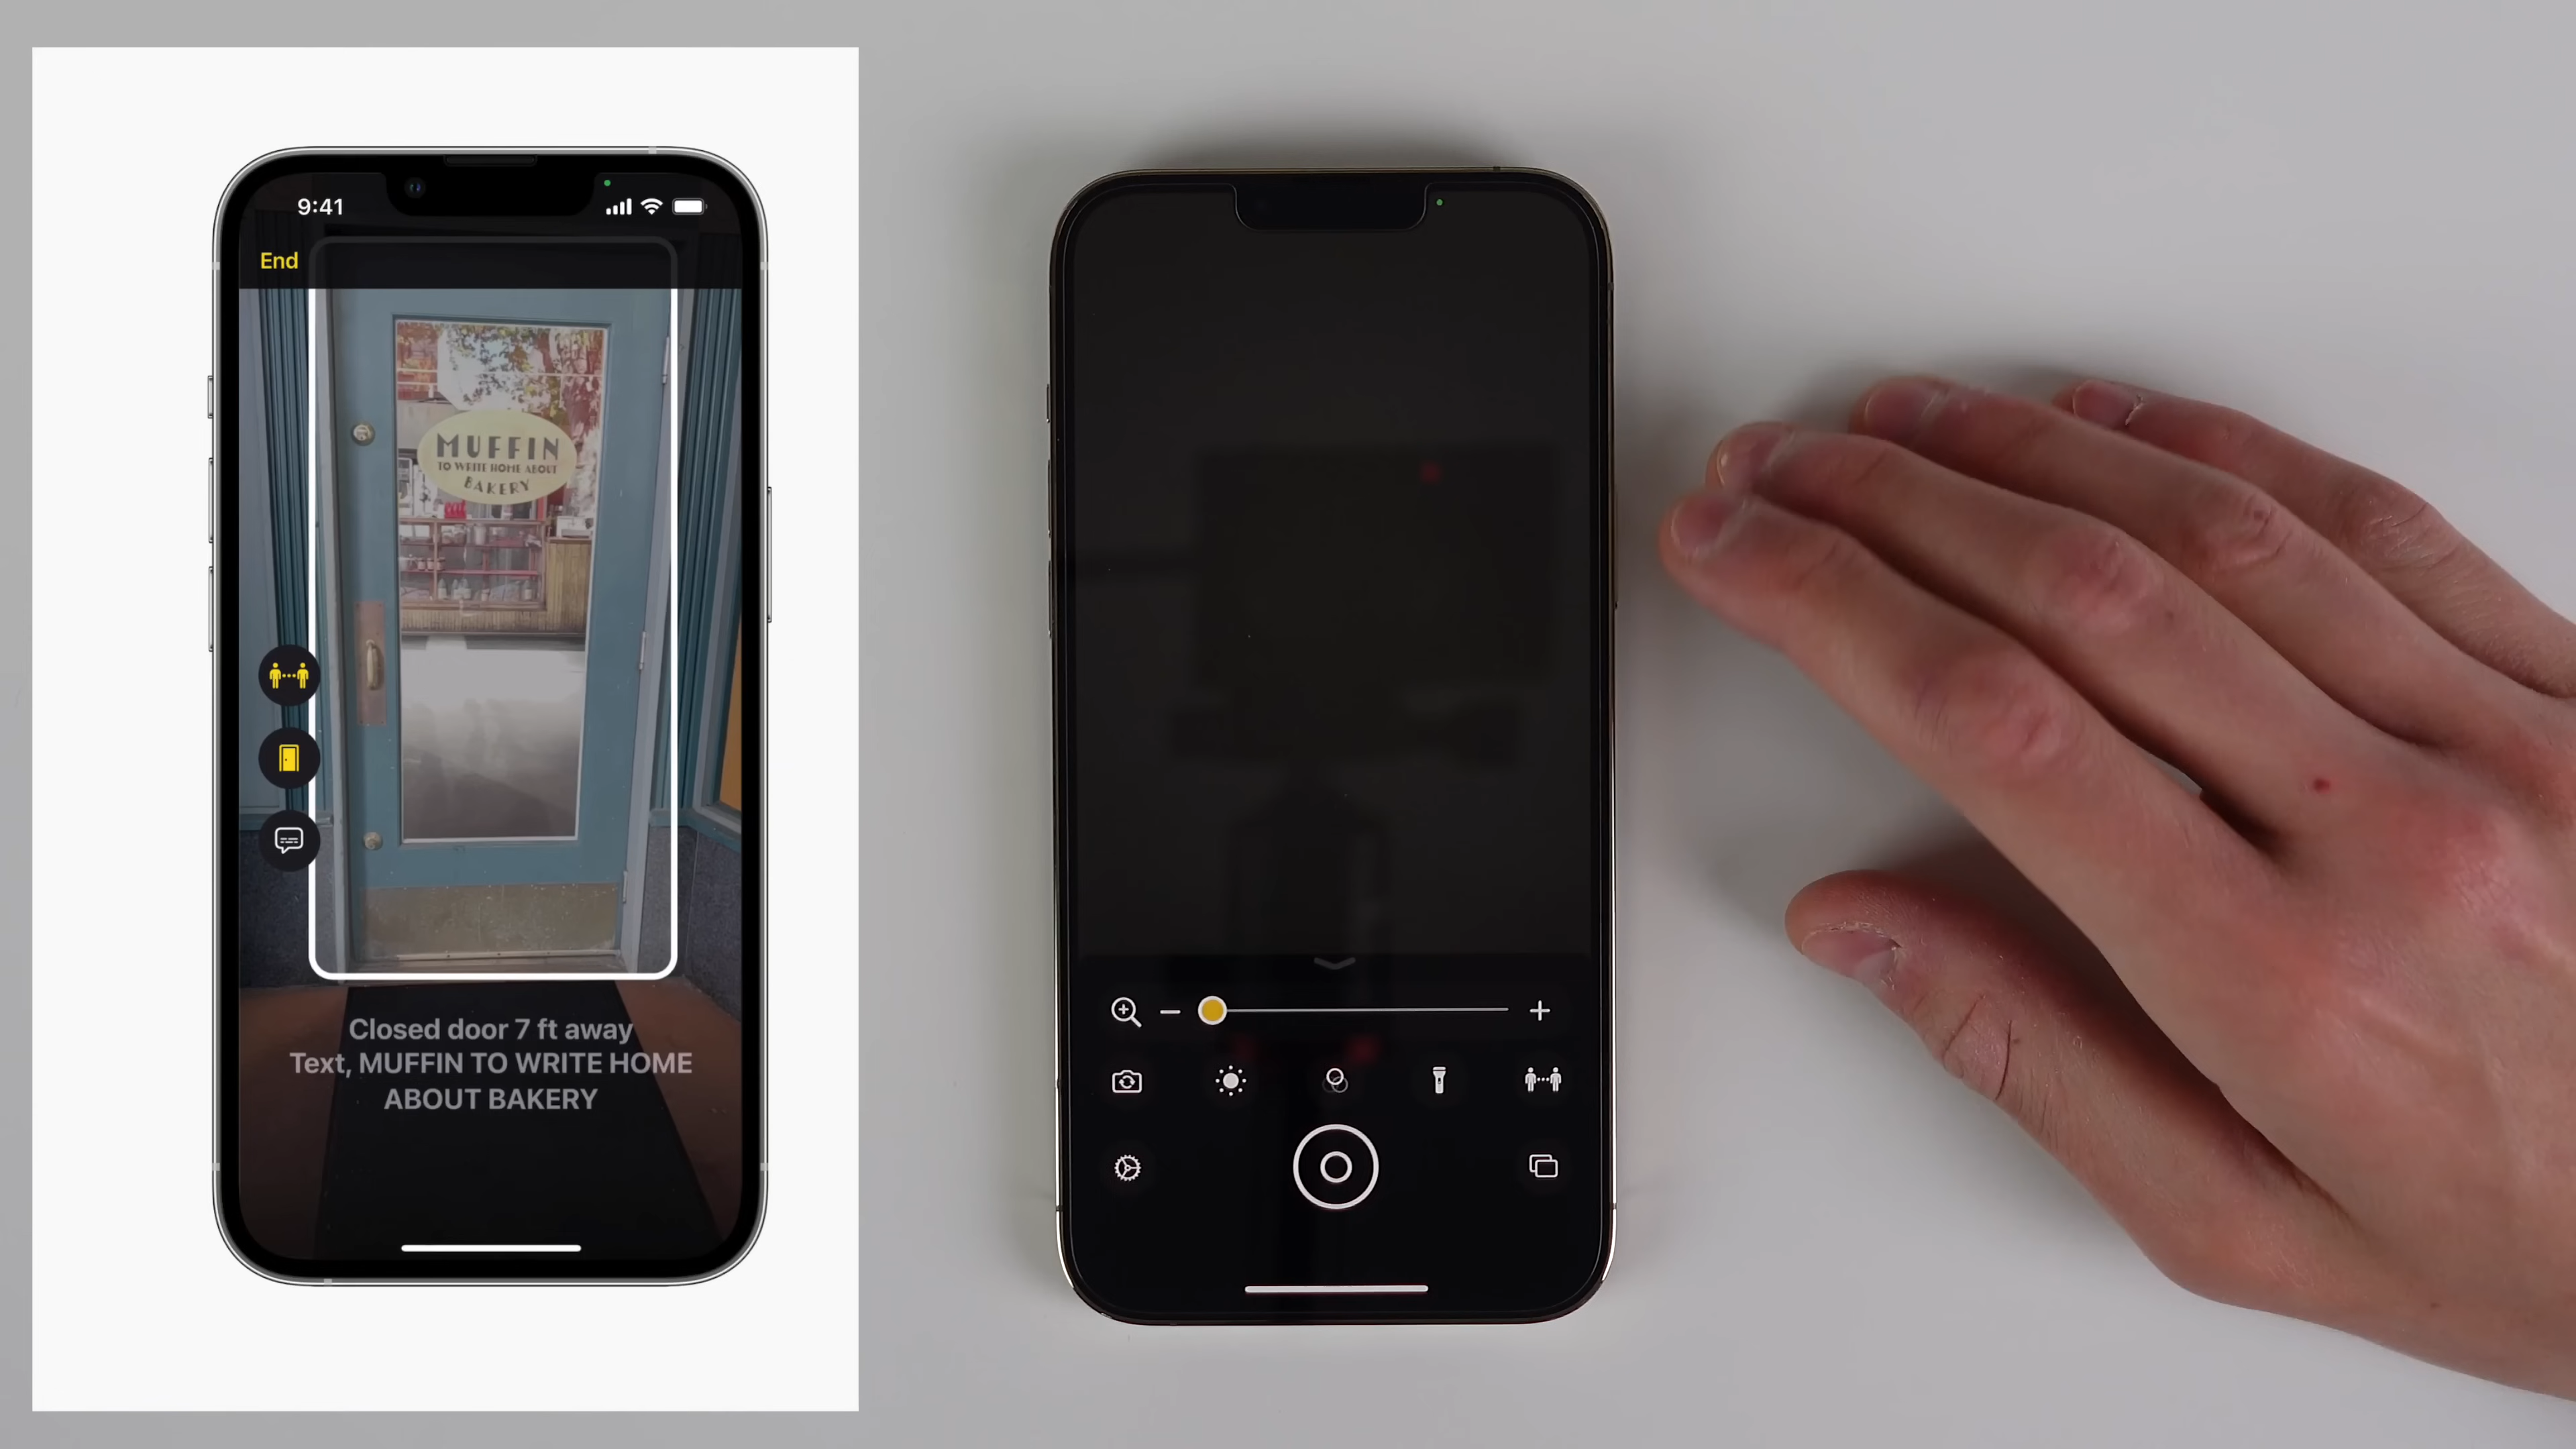 9:41
End
MUFFIN
TO WRITE HOME ABOUT
BAKERY
Closed door 7 ft away
Text, MUFFIN TO WRITE HOME
ABOUT BAKERY